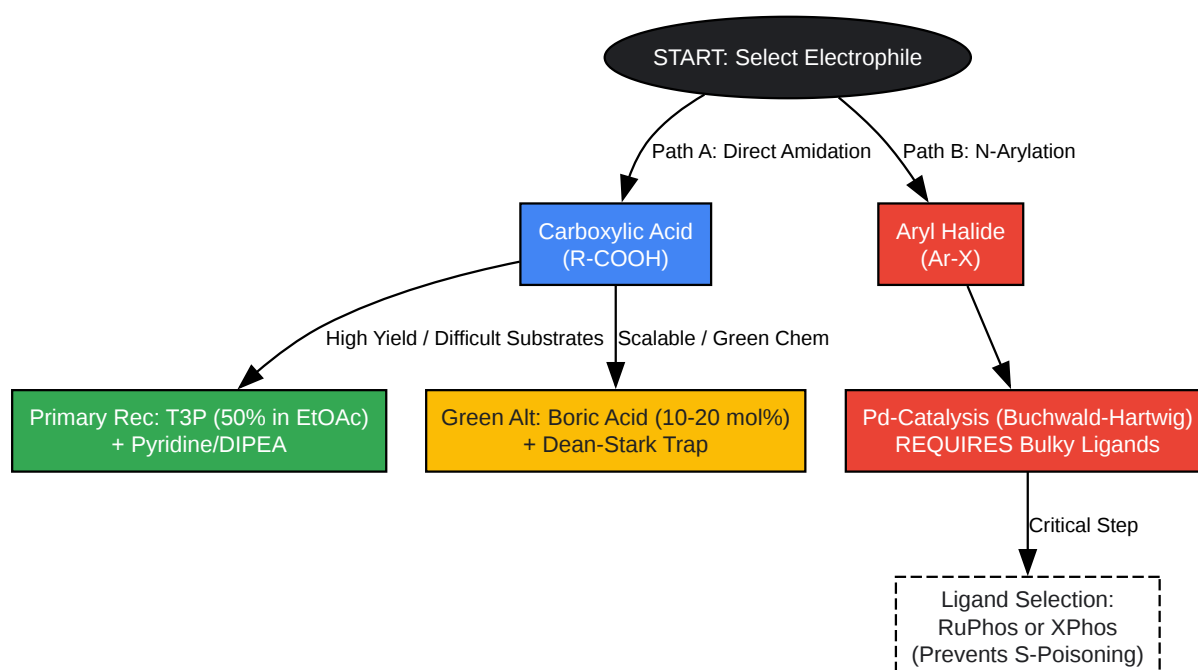 START: Select Electrophile
Path A: Direct Amidation
Path B: N-Arylation
Carboxylic Acid
(R-COOH)
Aryl Halide
(Ar-X)
High Yield / Difficult Substrates
Scalable / Green Chem
Primary Rec: T3P (50% in EtOAc)
+ Pyridine/DIPEA
Green Alt: Boric Acid (10-20 mol%)
+ Dean-Stark Trap
Pd-Catalysis (Buchwald-Hartwig)
REQUIRES Bulky Ligands
Critical Step
Ligand Selection:
RuPhos or XPhos
(Prevents S-Poisoning)